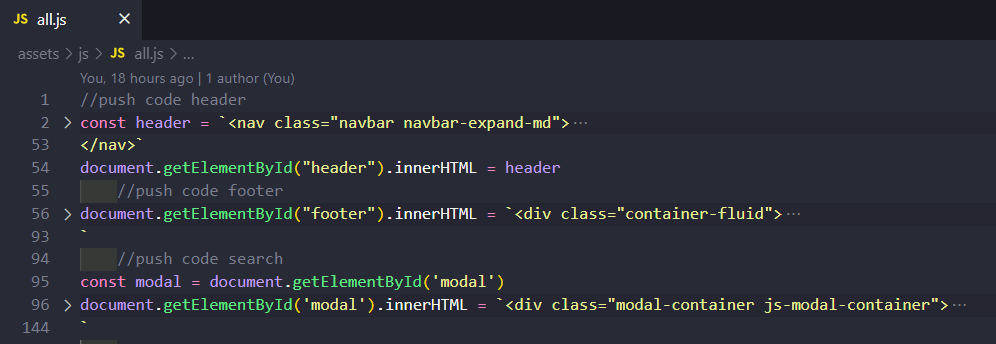 JS all.js ×
assets > js > JS all.js > ...
You, 18 hours ago | 1 author (You)
1 //push code header
2 > const header = `<nav class="navbar navbar-expand-md">···
53 </nav>`
54 document.getElementById("header").innerHTML = header
55 //push code footer
56 > document.getElementById("footer").innerHTML = `<div class="container-fluid">···
93 `
94 //push code search
95 const modal = document.getElementById('modal')
96 > document.getElementById('modal').innerHTML = `<div class="modal-container js-modal-container">···
144 `